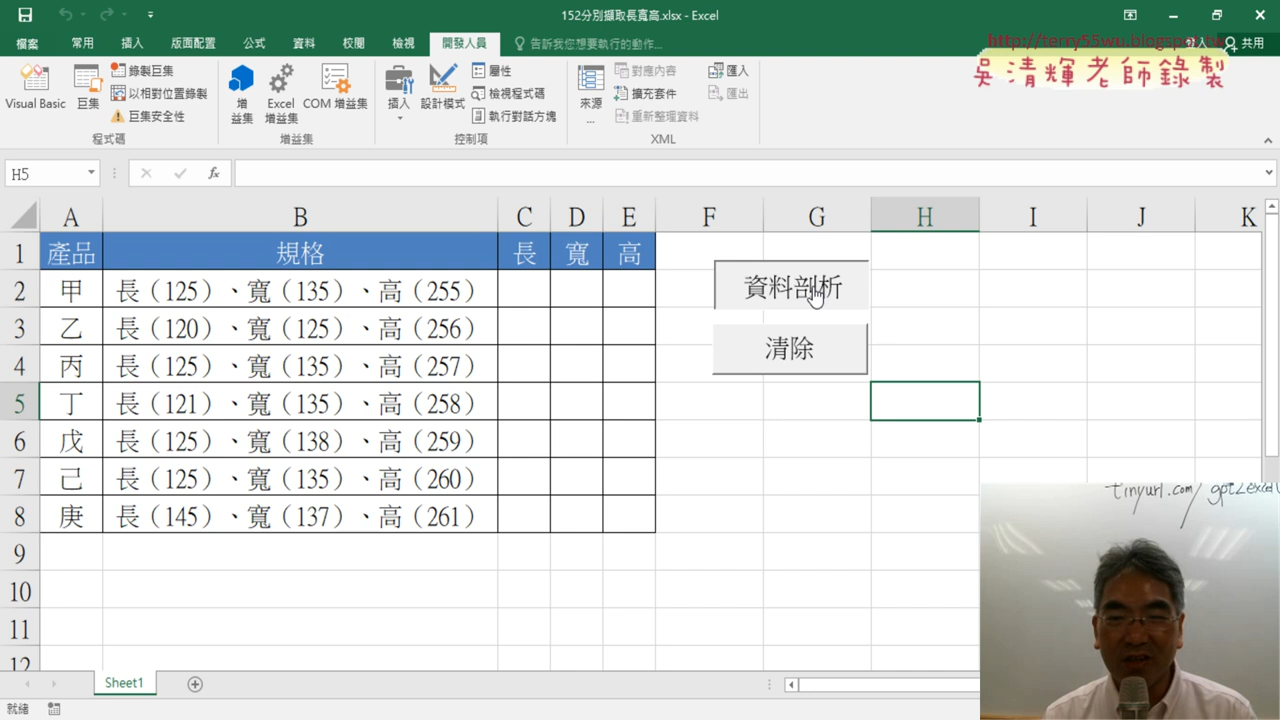 152分別擷取長寬高.xlsx - Excel
檔案 常用 插入 版面配置 公式 資料 校閱 檢視 開發人員 告訴我您想要執行的動作... 共用
http://terry55wu.blogspot.tw
吳清輝老師錄製
Visual Basic 巨集 錄製巨集 以相對位置錄製 巨集安全性
增益集 Excel 增益集 COM 增益集
插入 設計模式 屬性 檢視程式碼 執行對話方塊
來源... 對應內容 擴充套件 重新整理資料 匯入 匯出
程式碼 增益集 控制項 XML
H5 fx
A B C D E F G H I J K
1 產品 規格 長 寬 高
2 甲 長（125）、寬（135）、高（255）
資料剖析
3 乙 長（120）、寬（125）、高（256）
清除
4 丙 長（125）、寬（135）、高（257）
5 丁 長（121）、寬（135）、高（258）
6 戊 長（125）、寬（138）、高（259）
7 己 長（125）、寬（135）、高（260）
8 庚 長（145）、寬（137）、高（261）
9
10
11
12
tinyurl.com/gpt2excel
Sheet1
就緒